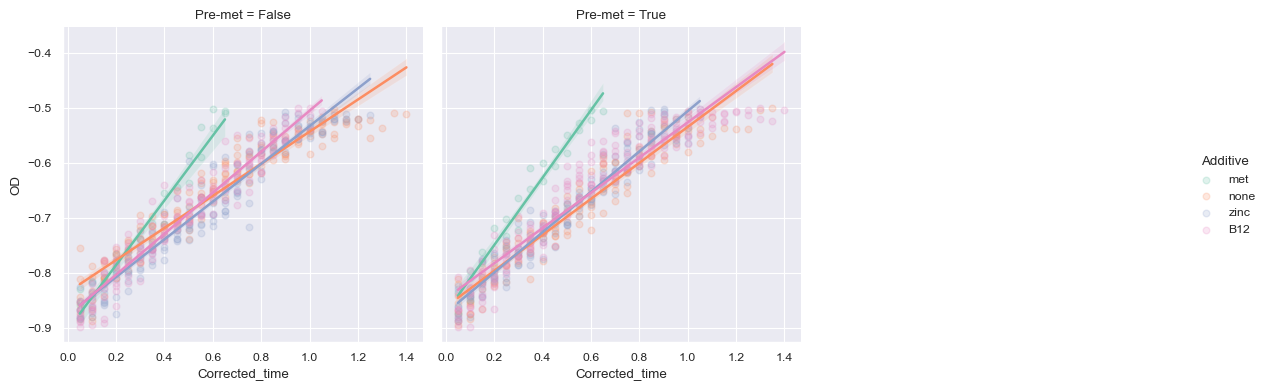 Pre-met = False
Pre-met = True
−0.4
−0.5
−0.6
−0.7
−0.8
−0.9
OD
0.0 0.2 0.4 0.6 0.8 1.0 1.2 1.4
0.0 0.2 0.4 0.6 0.8 1.0 1.2 1.4
Corrected_time
Corrected_time
Additive
met
none
zinc
B12